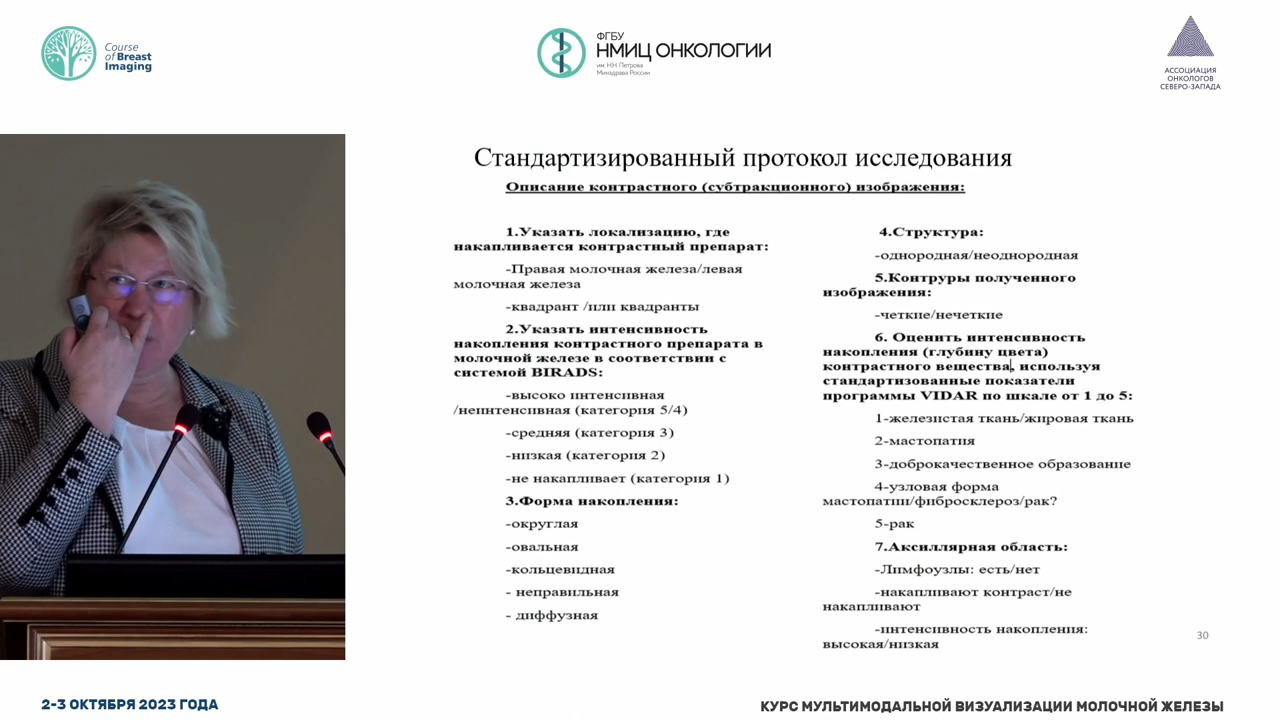 Course
of Breast
Imaging
ФГБУ
НМИЦ ОНКОЛОГИИ
им. Н.Н. Петрова
Минздрава России
АССОЦИАЦИЯ
ОНКОЛОГОВ
СЕВЕРО-ЗАПАДА
Стандартизированный протокол исследования
Описание контрастного (субтракционного) изображения:
1.Указать локализацию, где
накапливается контрастный препарат:
-Правая молочная железа/левая
молочная железа
-квадрант /или квадранты
2.Указать интенсивность
накопления контрастного препарата в
молочной железе в соответствии с
системой BIRADS:
-высоко интенсивная
/неинтенсивная (категория 5/4)
-средняя (категория 3)
-низкая (категория 2)
-не накапливает (категория 1)
3.Форма накопления:
-округлая
-овальная
-кольцевидная
- неправильная
- диффузная
4.Структура:
-однородная/неоднородная
5.Контруры полученного
изображения:
-четкие/нечеткие
6. Оценить интенсивность
накопления (глубину цвета)
контрастного вещества, используя
стандартизованные показатели
программы VIDAR по шкале от 1 до 5:
1-железистая ткань/жировая ткань
2-мастопатия
3-доброкачественное образование
4-узловая форма
мастопатии/фибросклероз/рак?
5-рак
7.Аксиллярная область:
-Лимфоузлы: есть/нет
-накапливают контраст/не
накапливают
-интенсивность накопления:
высокая/низкая
30
2-3 ОКТЯБРЯ 2023 ГОДА
КУРС МУЛЬТИМОДАЛЬНОЙ ВИЗУАЛИЗАЦИИ МОЛОЧНОЙ ЖЕЛЕЗЫ